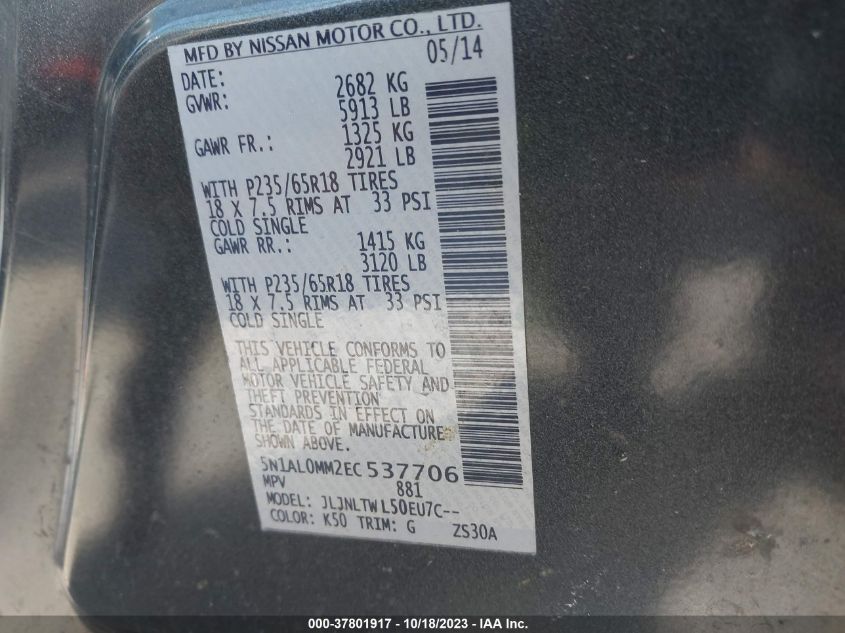 MFD BY NISSAN MOTOR CO., LTD.
DATE: 05/14
GVWR: 2682 KG
5913 LB
GAWR FR.: 1325 KG
2921 LB
WITH P235/65R18 TIRES
18 X 7.5 RIMS AT 33 PSI
COLD SINGLE
GAWR RR.: 1415 KG
3120 LB
WITH P235/65R18 TIRES
18 X 7.5 RIMS AT 33 PSI
COLD SINGLE
THIS VEHICLE CONFORMS TO
ALL APPLICABLE FEDERAL
MOTOR VEHICLE SAFETY AND
THEFT PREVENTION
STANDARDS IN EFFECT ON
THE DATE OF MANUFACTURE
SHOWN ABOVE.
5N1AL0MM2EC537706
MPV 881
MODEL: JLJNLTWL50EU7C--
COLOR: K50 TRIM: G ZS30A
000-37801917 - 10/18/2023 - IAA Inc.